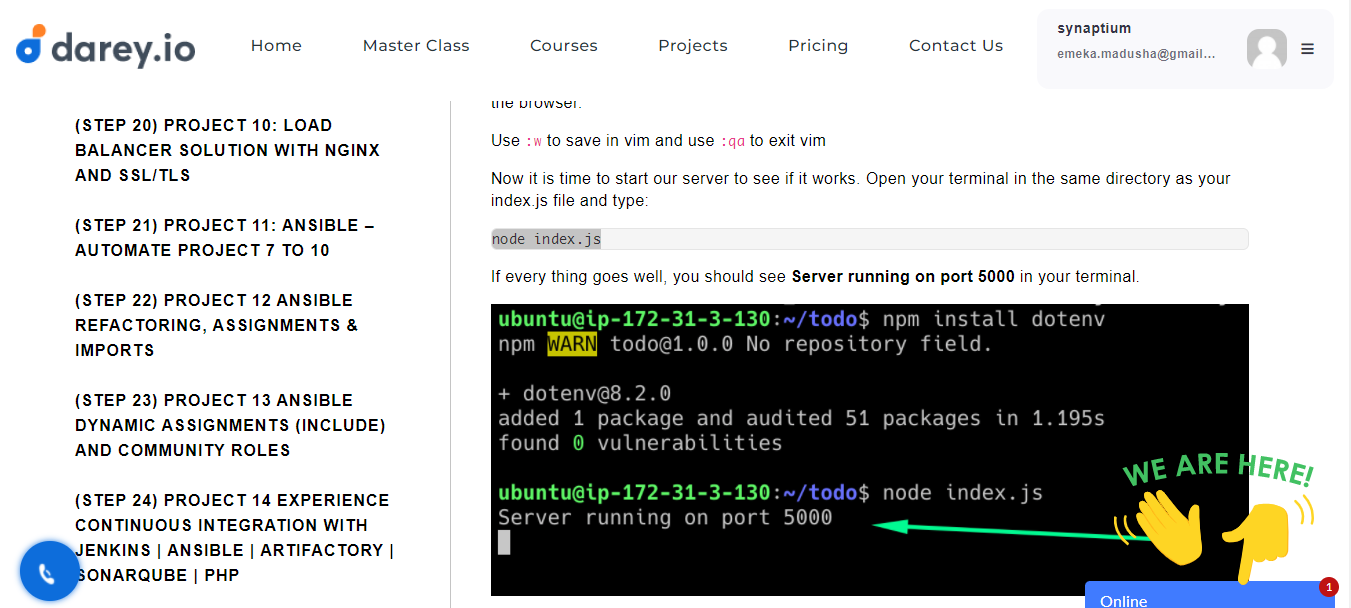 darey.io
Home
Master Class
Courses
Projects
Pricing
Contact Us
synaptium
emeka.madusha@gmail...
(STEP 20) PROJECT 10: LOAD
BALANCER SOLUTION WITH NGINX
AND SSL/TLS
(STEP 21) PROJECT 11: ANSIBLE –
AUTOMATE PROJECT 7 TO 10
(STEP 22) PROJECT 12 ANSIBLE
REFACTORING, ASSIGNMENTS &
IMPORTS
(STEP 23) PROJECT 13 ANSIBLE
DYNAMIC ASSIGNMENTS (INCLUDE)
AND COMMUNITY ROLES
(STEP 24) PROJECT 14 EXPERIENCE
CONTINUOUS INTEGRATION WITH
JENKINS | ANSIBLE | ARTIFACTORY |
SONARQUBE | PHP
the browser.
Use :w to save in vim and use :qa to exit vim
Now it is time to start our server to see if it works. Open your terminal in the same directory as your
index.js file and type:
node index.js
If every thing goes well, you should see Server running on port 5000 in your terminal.
ubuntu@ip-172-31-3-130:~/todo$ npm install dotenv
npm WARN todo@1.0.0 No repository field.
+ dotenv@8.2.0
added 1 package and audited 51 packages in 1.195s
found 0 vulnerabilities
ubuntu@ip-172-31-3-130:~/todo$ node index.js
Server running on port 5000
WE ARE HERE!
1
Online